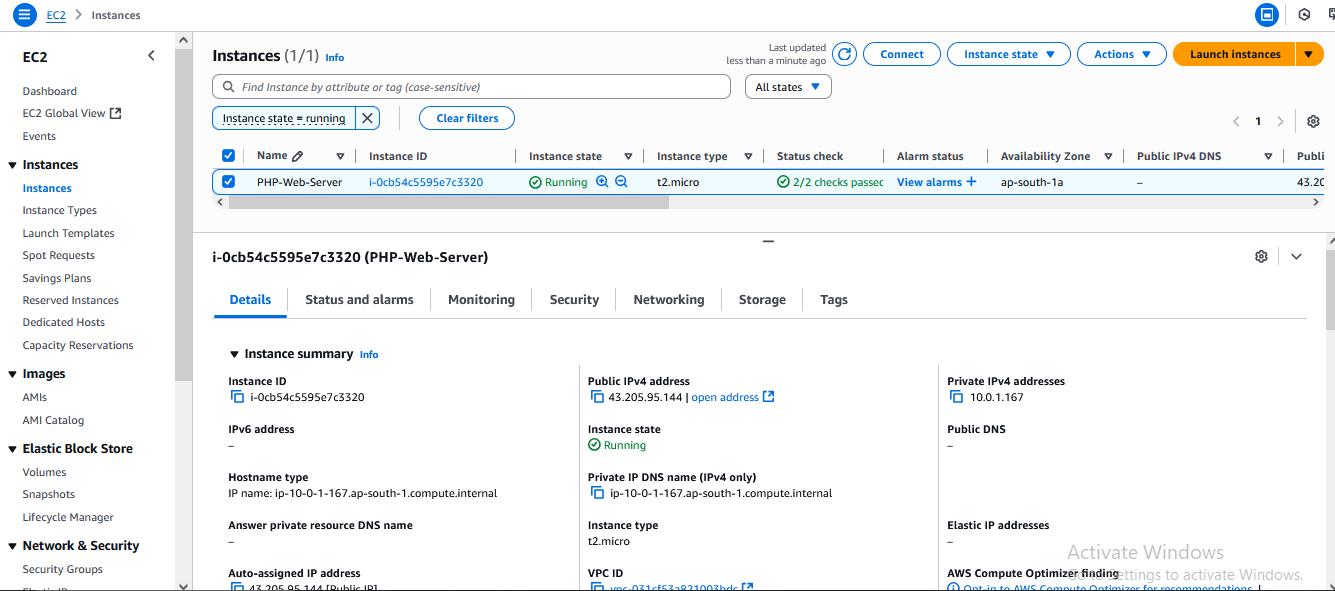 EC2 > Instances
EC2
Dashboard
EC2 Global View
Events
Instances
Instances
Instance Types
Launch Templates
Spot Requests
Savings Plans
Reserved Instances
Dedicated Hosts
Capacity Reservations
Images
AMIs
AMI Catalog
Elastic Block Store
Volumes
Snapshots
Lifecycle Manager
Network & Security
Security Groups
Instances (1/1) Info
Last updated
less than a minute ago
Connect
Instance state
Actions
Launch instances
Find Instance by attribute or tag (case-sensitive)
All states
Instance state = running
Clear filters
1
Name Instance ID Instance state Instance type Status check Alarm status Availability Zone Public IPv4 DNS Publi
PHP-Web-Server i-0cb54c5595e7c3320 Running t2.micro 2/2 checks passec View alarms + ap-south-1a – 43.20
i-0cb54c5595e7c3320 (PHP-Web-Server)
Details Status and alarms Monitoring Security Networking Storage Tags
Instance summary Info
Instance ID
i-0cb54c5595e7c3320
Public IPv4 address
43.205.95.144 | open address
Private IPv4 addresses
10.0.1.167
IPv6 address
–
Instance state
Running
Public DNS
–
Hostname type
IP name: ip-10-0-1-167.ap-south-1.compute.internal
Private IP DNS name (IPv4 only)
ip-10-0-1-167.ap-south-1.compute.internal
Answer private resource DNS name
–
Instance type
t2.micro
Elastic IP addresses
–
Auto-assigned IP address
43.205.95.144 [Public IP]
VPC ID
AWS Compute Optimizer finding
Opt-in to AWS Compute Optimizer for recommendations. |
Activate Windows
Go to Settings to activate Windows.